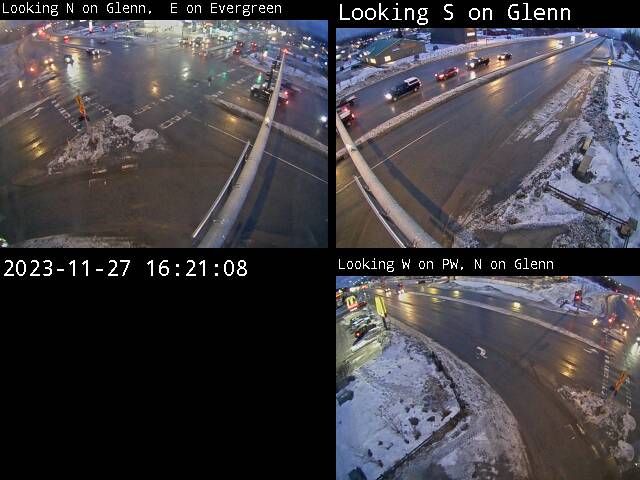 Looking N on Glenn,  E on Evergreen
Looking S on Glenn
2023-11-27 16:21:08
Looking W on PW, N on Glenn